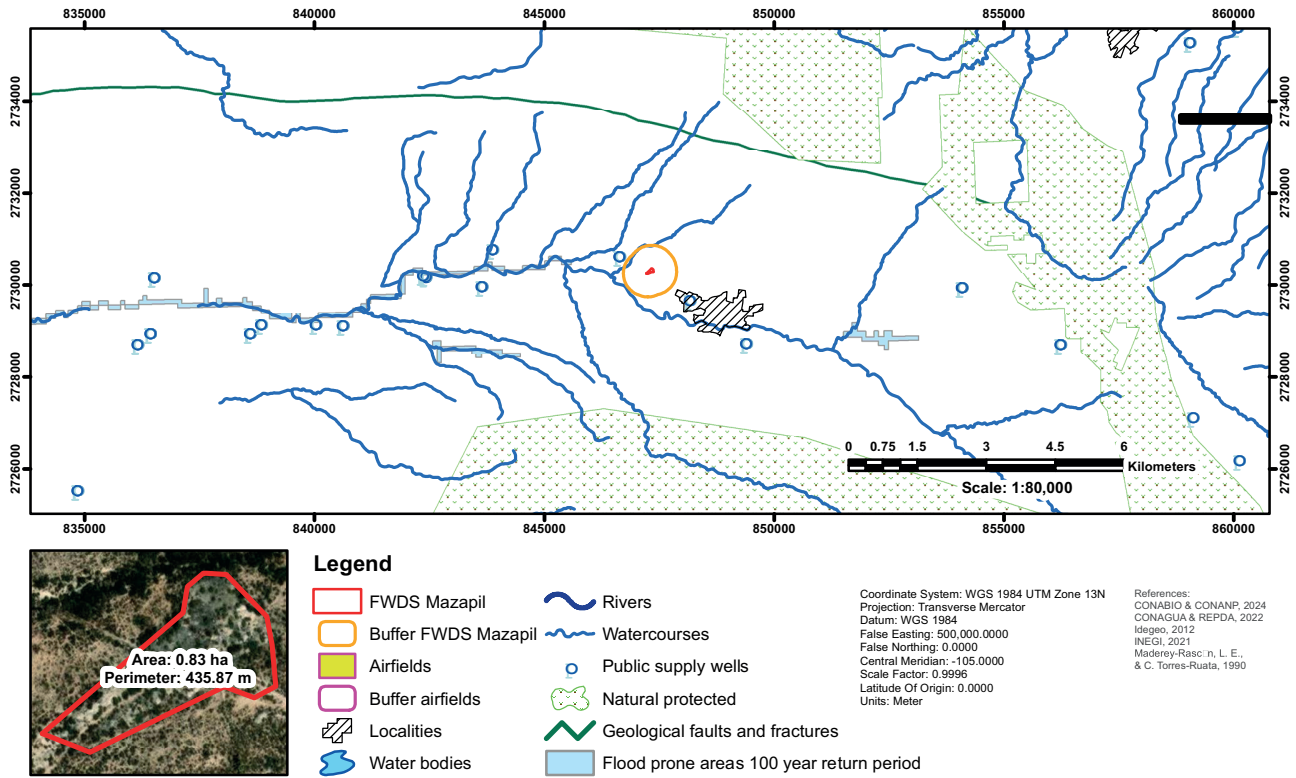 835000 840000 845000 850000 855000 860000
2734000 2734000
2732000 2732000
2730000 2730000
2728000 2728000
2726000 2726000
0 0.75 1.5 3 4.5 6
Kilometers
Scale: 1:80,000
835000 840000 845000 850000 855000 860000
Area: 0.83 ha
Perimeter: 435.87 m
Legend
FWDS Mazapil
Buffer FWDS Mazapil
Airfields
Buffer airfields
Localities
Water bodies
Rivers
Watercourses
Public supply wells
Natural protected
Geological faults and fractures
Flood prone areas 100 year return period
Coordinate System: WGS 1984 UTM Zone 13N
Projection: Transverse Mercator
Datum: WGS 1984
False Easting: 500,000.0000
False Northing: 0.0000
Central Meridian: -105.0000
Scale Factor: 0.9996
Latitude Of Origin: 0.0000
Units: Meter
References:
CONABIO & CONANP, 2024
CONAGUA & REPDA, 2022
Idegeo, 2012
INEGI, 2021
Maderey-Rasc□n, L. E.,
& C. Torres-Ruata, 1990